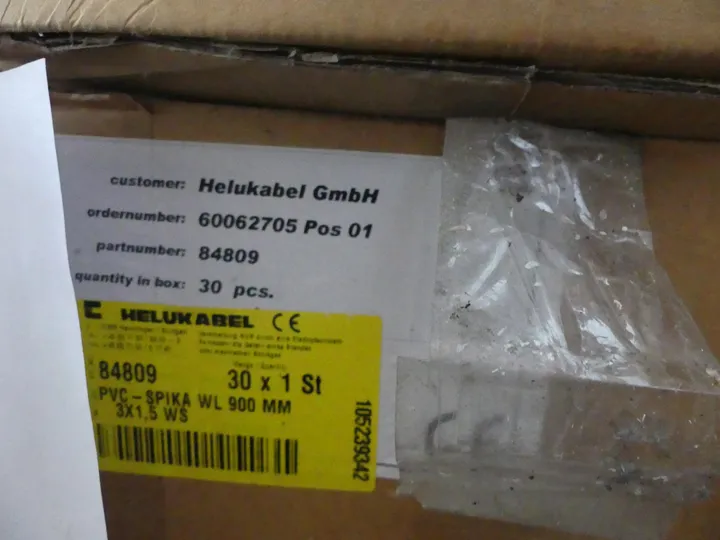 customer: Helukabel GmbH
ordernumber: 60062705 Pos 01
partnumber: 84809
quantity in box: 30 pcs.
HELUKABEL CE
84809 30 x 1 St
PVC-SPIKA WL 900 MM
3X1,5 WS
105239342